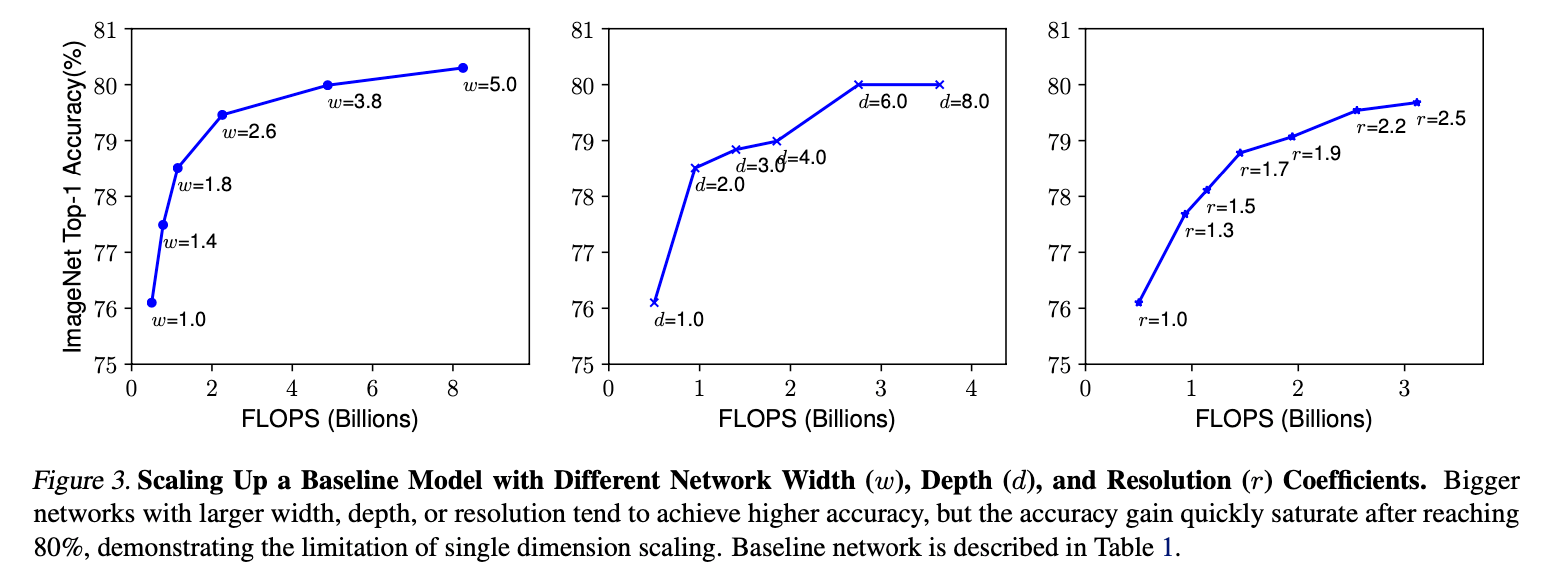 ImageNet Top-1 Accuracy(%)
81
80
79
78
77
76
75
0 2 4 6 8
FLOPS (Billions)
w=1.0
w=1.4
w=1.8
w=2.6
w=3.8
w=5.0
81
80
79
78
77
76
75
0 1 2 3 4
FLOPS (Billions)
d=1.0
d=2.0
d=3.0
d=4.0
d=6.0
d=8.0
81
80
79
78
77
76
75
0 1 2 3
FLOPS (Billions)
r=1.0
r=1.3
r=1.5
r=1.7
r=1.9
r=2.2
r=2.5
Figure 3. Scaling Up a Baseline Model with Different Network Width (w), Depth (d), and Resolution (r) Coefficients. Bigger
networks with larger width, depth, or resolution tend to achieve higher accuracy, but the accuracy gain quickly saturate after reaching
80%, demonstrating the limitation of single dimension scaling. Baseline network is described in Table 1.